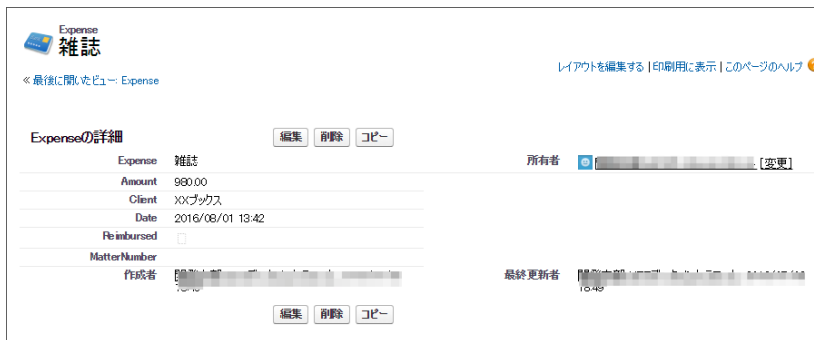 Expense
雑誌
レイアウトを編集する | 印刷用に表示 | このページのヘルプ
« 最後に開いたビュー: Expense
Expenseの詳細 編集 削除 コピー
Expense 雑誌 所有者 [変更]
Amount 980.00
Client XXブックス
Date 2016/08/01 13:42
Reimbursed
MatterNumber
作成者 最終更新者
18:49
編集 削除 コピー